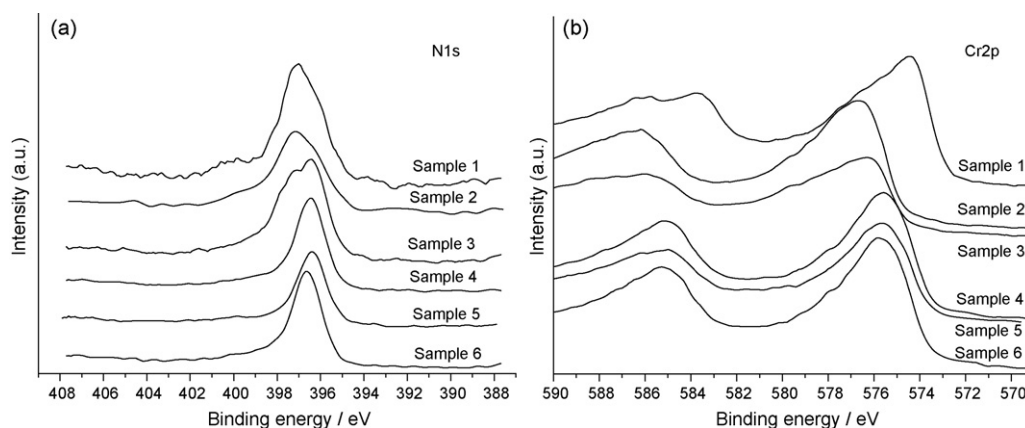 (a)
N1s
Sample 1
Sample 2
Sample 3
Sample 4
Sample 5
Sample 6
Intensity (a.u.)
408 406 404 402 400 398 396 394 392 390 388
Binding energy / eV
(b)
Cr2p
Sample 1
Sample 2
Sample 3
Sample 4
Sample 5
Sample 6
Intensity (a.u.)
590 588 586 584 582 580 578 576 574 572 570
Binding energy / eV